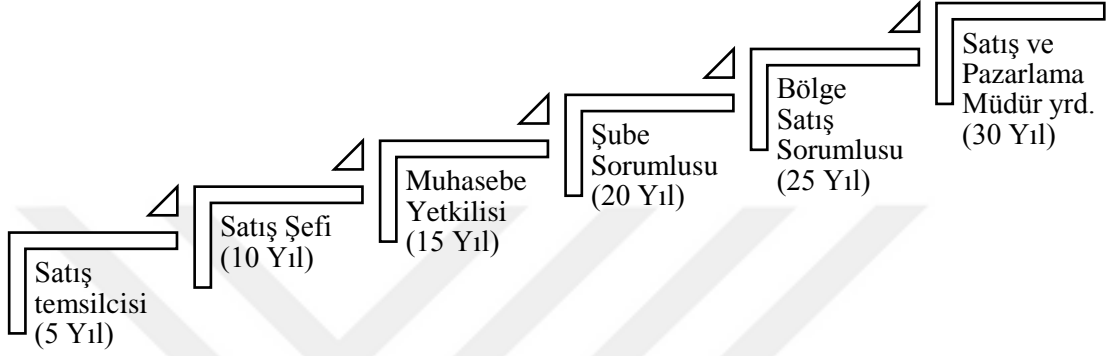 Satış
temsilcisi
(5 Yıl)
Satış Şefi
(10 Yıl)
Muhasebe
Yetkilisi
(15 Yıl)
Şube
Sorumlusu
(20 Yıl)
Bölge
Satış
Sorumlusu
(25 Yıl)
Satış ve
Pazarlama
Müdür yrd.
(30 Yıl)